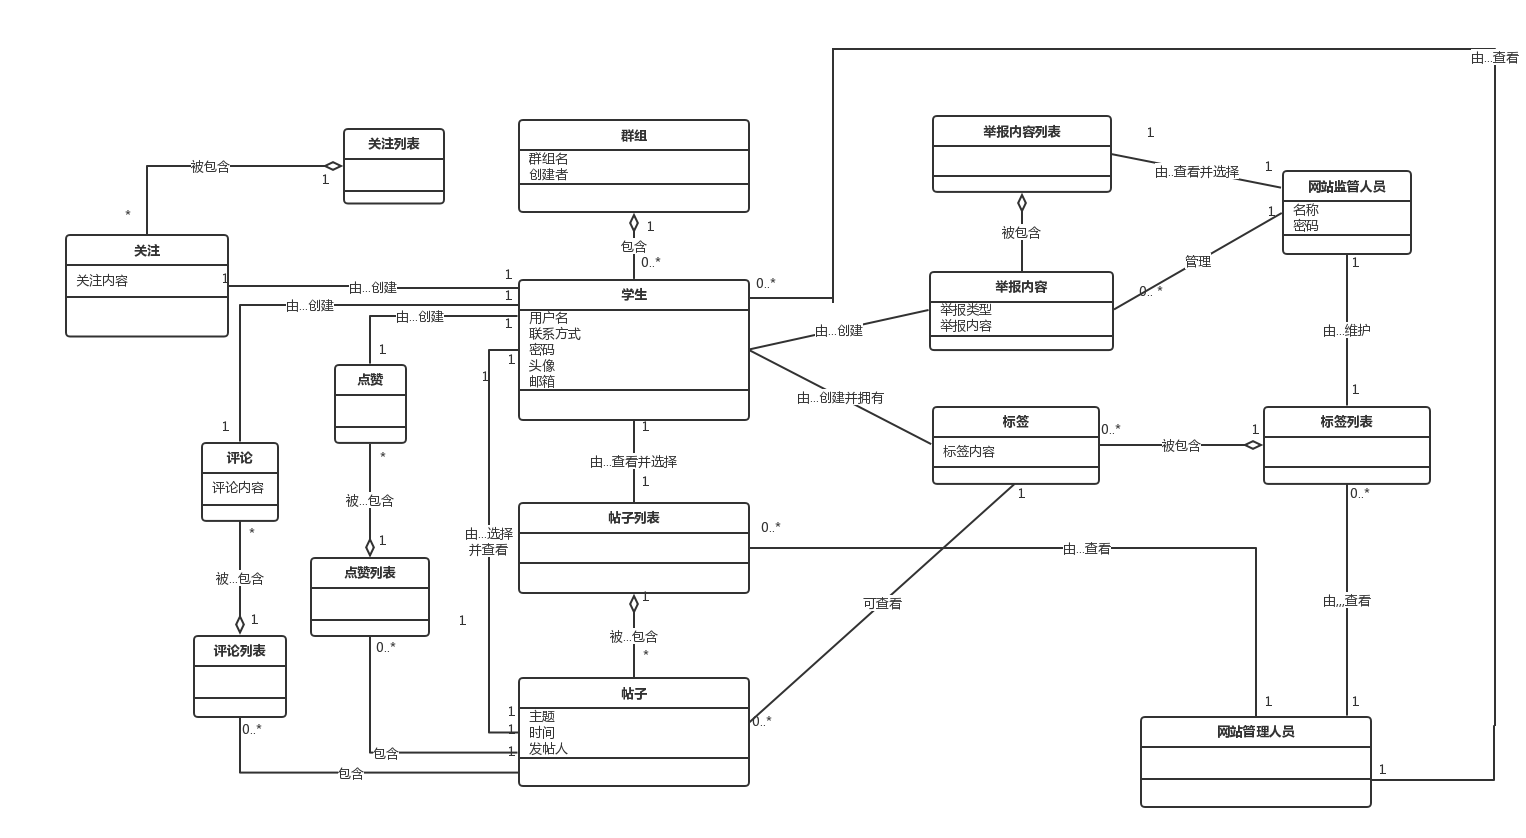 由...查看
关注列表
被包含
1
*
关注
关注内容
1
群组
群组名
创建者
1
包含
0..*
举报内容列表
1
由..查看并选择
1
被包含
网站监管人员
名称
密码
1
管理
0..*
1
举报内容
举报类型
举报内容
由...创建
1
由...创建
1
由...创建
1
1
学生
用户名
联系方式
密码
头像
邮箱
0..*
由...创建
由...创建并拥有
由...维护
1
1
点赞
*
被...包含
1
点赞列表
0..*
包含
1
评论
评论内容
*
被...包含
1
评论列表
0..*
包含
1
由...选择
并查看
1
1
由...查看并选择
1
帖子列表
0..*
由...查看
1
1
被...包含
*
帖子
主题
时间
发帖人
1
1
1
0..*
可查看
1
标签
标签内容
0..*
被包含
1
标签列表
0..*
由,,,查看
1
网站管理人员
1